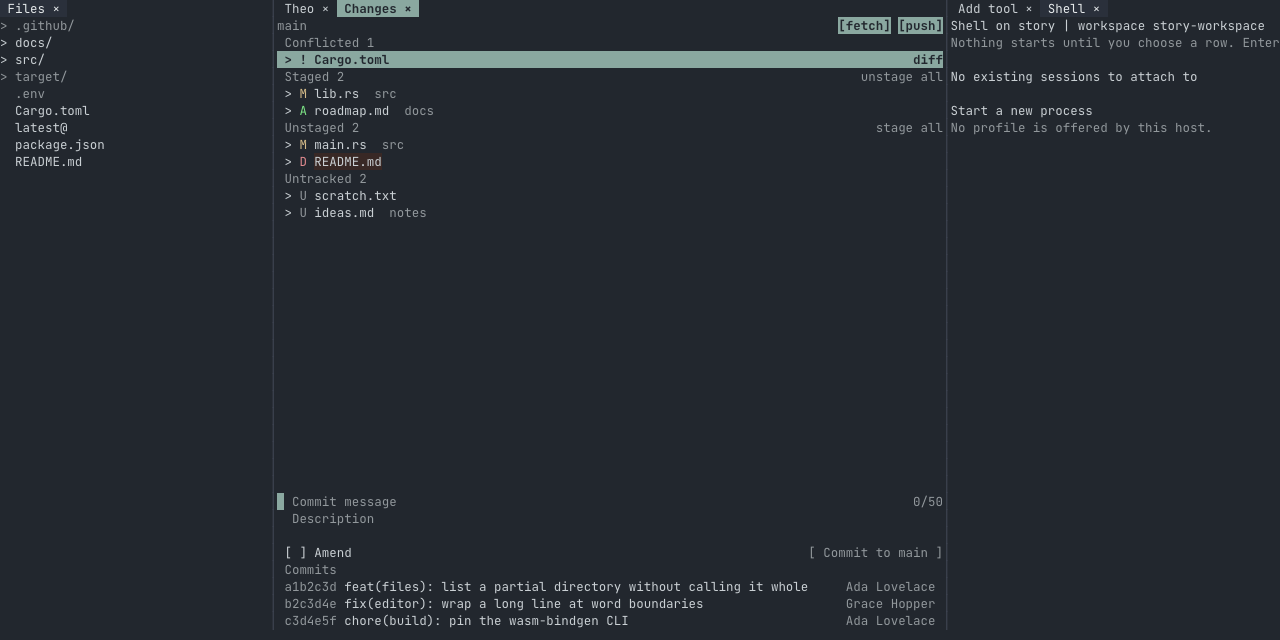 Files ×
> .github/
> docs/
> src/
> target/
.env
Cargo.toml
latest@
package.json
README.md
Theo × Changes ×
main [fetch] [push]
Conflicted 1
> ! Cargo.toml diff
Staged 2 unstage all
> M lib.rs src
> A roadmap.md docs
Unstaged 2 stage all
> M main.rs src
> D README.md
Untracked 2
> U scratch.txt
> U ideas.md notes
Commit message 0/50
Description
[ ] Amend [ Commit to main ]
Commits
a1b2c3d feat(files): list a partial directory without calling it whole Ada Lovelace
b2c3d4e fix(editor): wrap a long line at word boundaries Grace Hopper
c3d4e5f chore(build): pin the wasm-bindgen CLI Ada Lovelace
Add tool × Shell ×
Shell on story | workspace story-workspace
Nothing starts until you choose a row. Enter
No existing sessions to attach to
Start a new process
No profile is offered by this host.